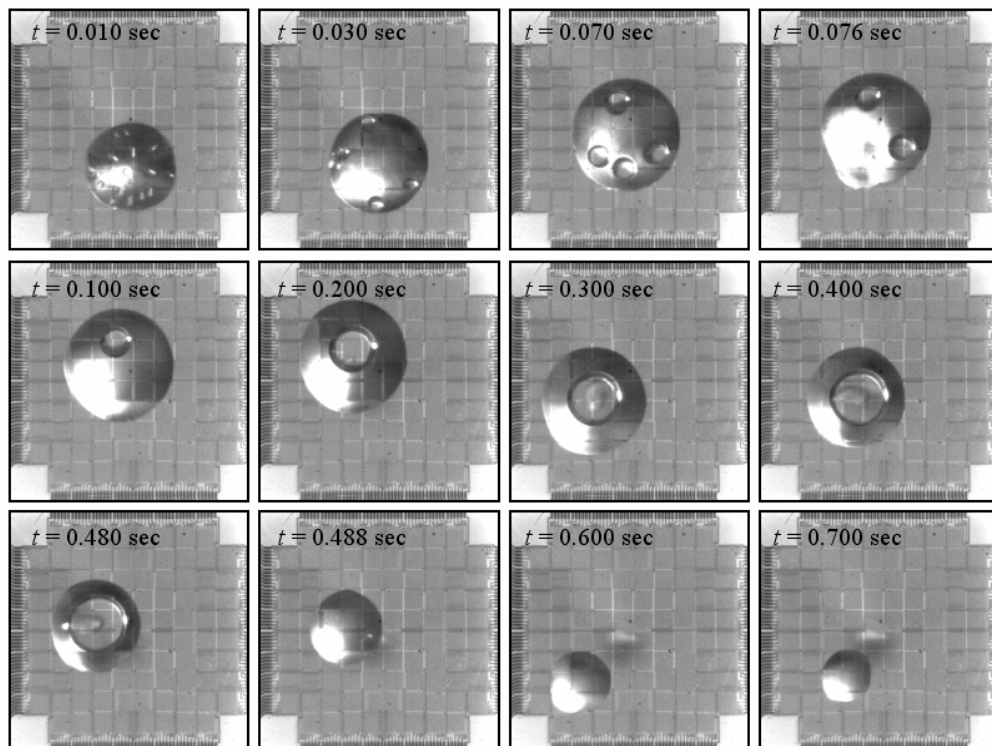 t = 0.010 sec
t = 0.030 sec
t = 0.070 sec
t = 0.076 sec
t = 0.100 sec
t = 0.200 sec
t = 0.300 sec
t = 0.400 sec
t = 0.480 sec
t = 0.488 sec
t = 0.600 sec
t = 0.700 sec